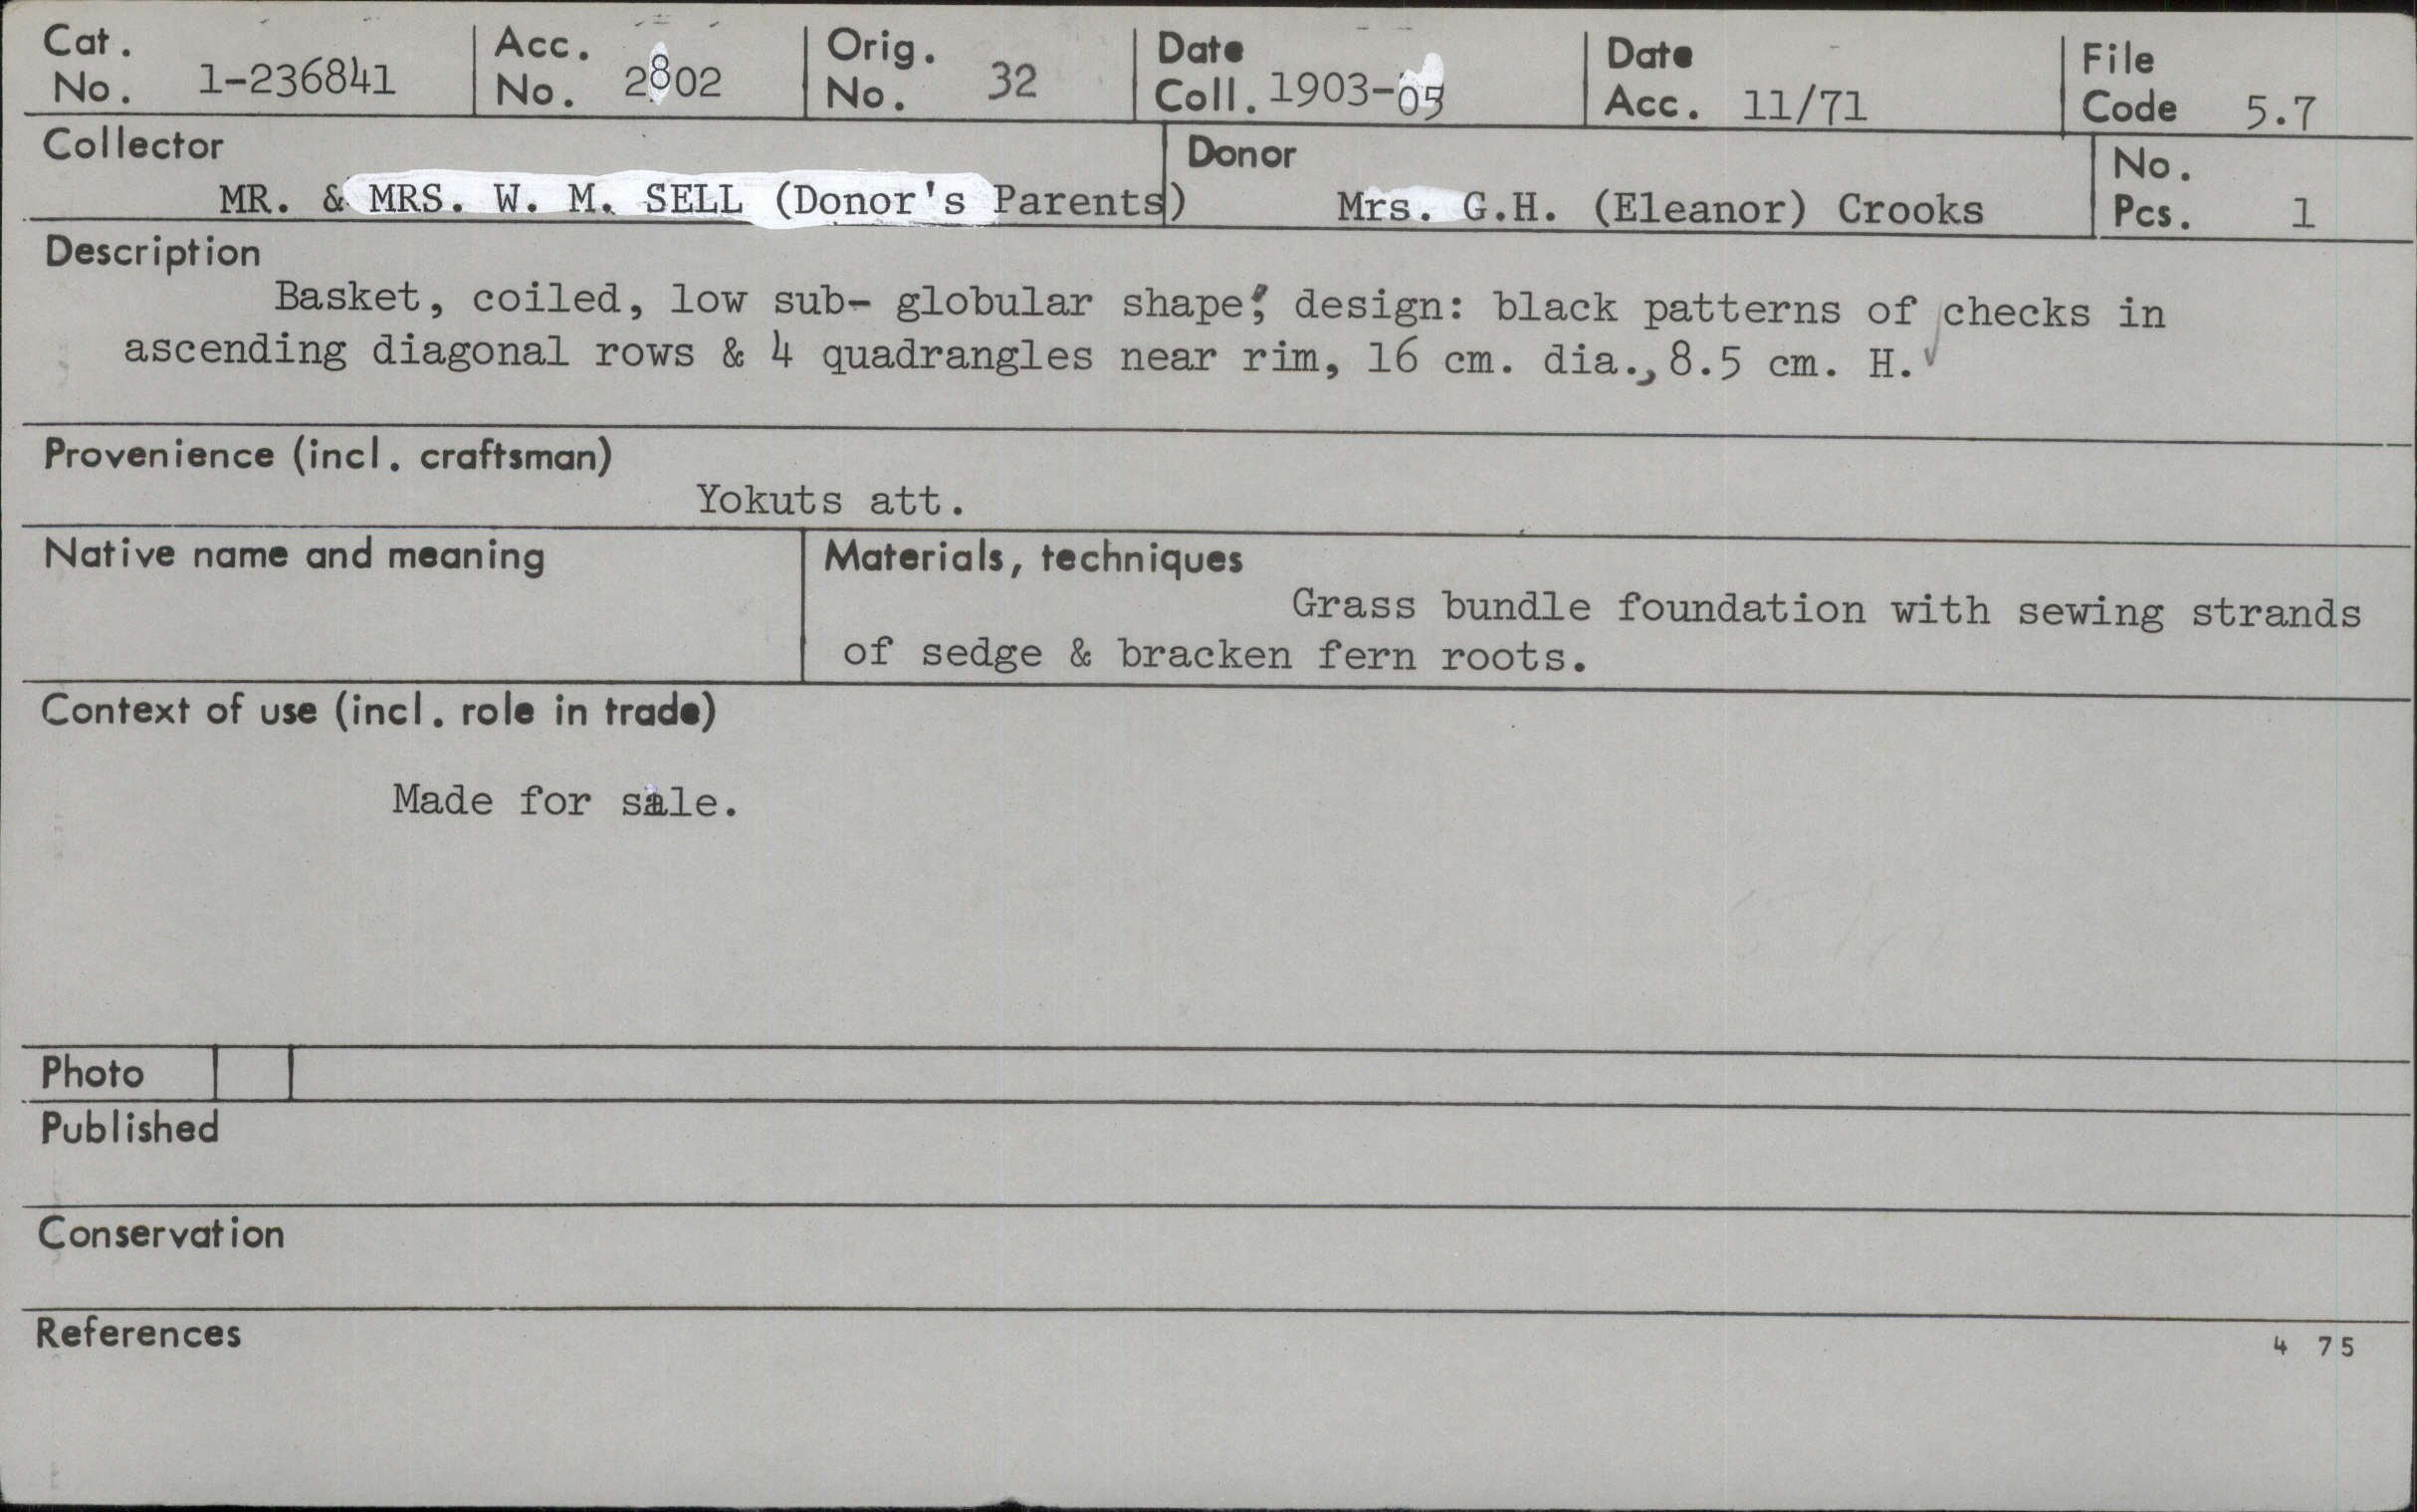 Cat. No. 1-236841
Acc. No. 2802
Orig. No. 32
Date Coll. 1903-05
Date Acc. 11/71
File Code 5.7
Collector
MR. & MRS. W. M. SELL (Donor's Parents)
Donor
Mrs. G.H. (Eleanor) Crooks
No. Pcs. 1
Description
Basket, coiled, low sub- globular shape; design: black patterns of checks in
ascending diagonal rows & 4 quadrangles near rim, 16 cm. dia., 8.5 cm. H.
Provenience (incl. craftsman)
Yokuts att.
Native name and meaning
Materials, techniques
Grass bundle foundation with sewing strands
of sedge & bracken fern roots.
Context of use (incl. role in trade)
Made for sale.
Photo
Published
Conservation
References
4 75